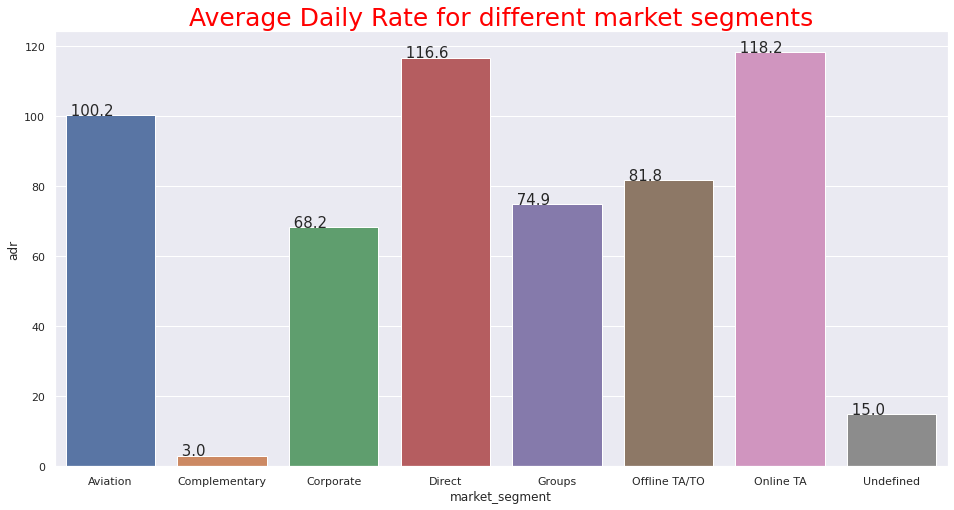 Average Daily Rate for different market segments
120
100
80
60
40
20
0
adr
100.2
3.0
68.2
116.6
74.9
81.8
118.2
15.0
Aviation
Complementary
Corporate
Direct
Groups
Offline TA/TO
Online TA
Undefined
market_segment